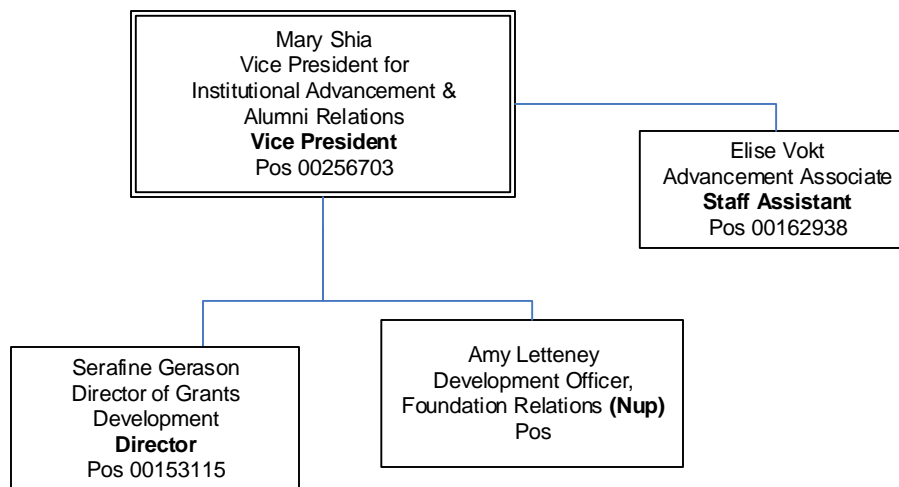 Mary Shia
Vice President for
Institutional Advancement &
Alumni Relations
Vice President
Pos 00256703
Elise Vokt
Advancement Associate
Staff Assistant
Pos 00162938
Serafine Gerason
Director of Grants
Development
Director
Pos 00153115
Amy Letteney
Development Officer,
Foundation Relations (Nup)
Pos